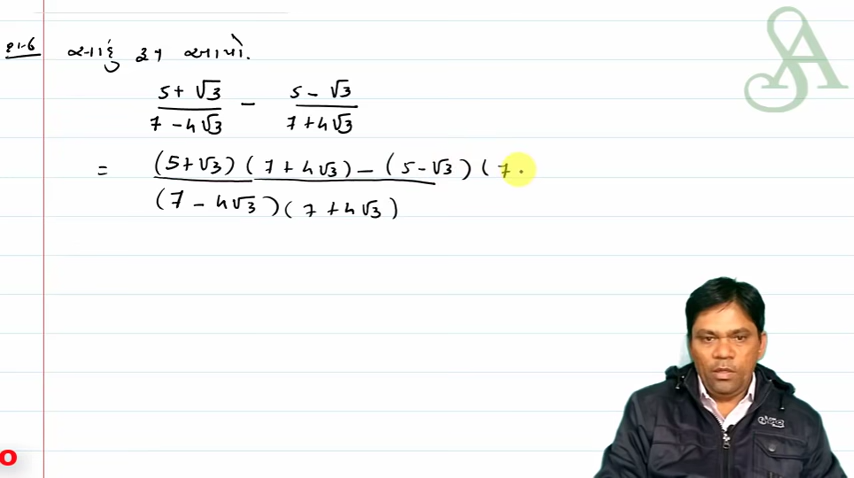 દા-6 સાદું રૂપ આપો.
5+√3 / 7-4√3 - 5-√3 / 7+4√3
= (5+√3)(7+4√3)-(5-√3)(7-
(7-4√3)(7+4√3)